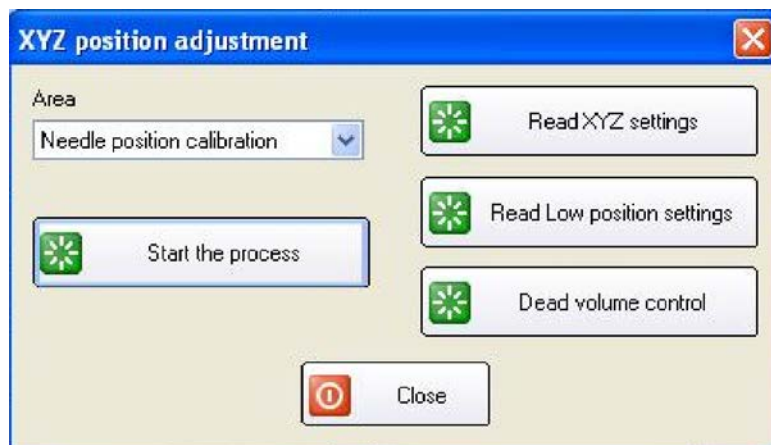 XYZ position adjustment
Area
Needle position calibration
Start the process
Read XYZ settings
Read Low position settings
Dead volume control
Close